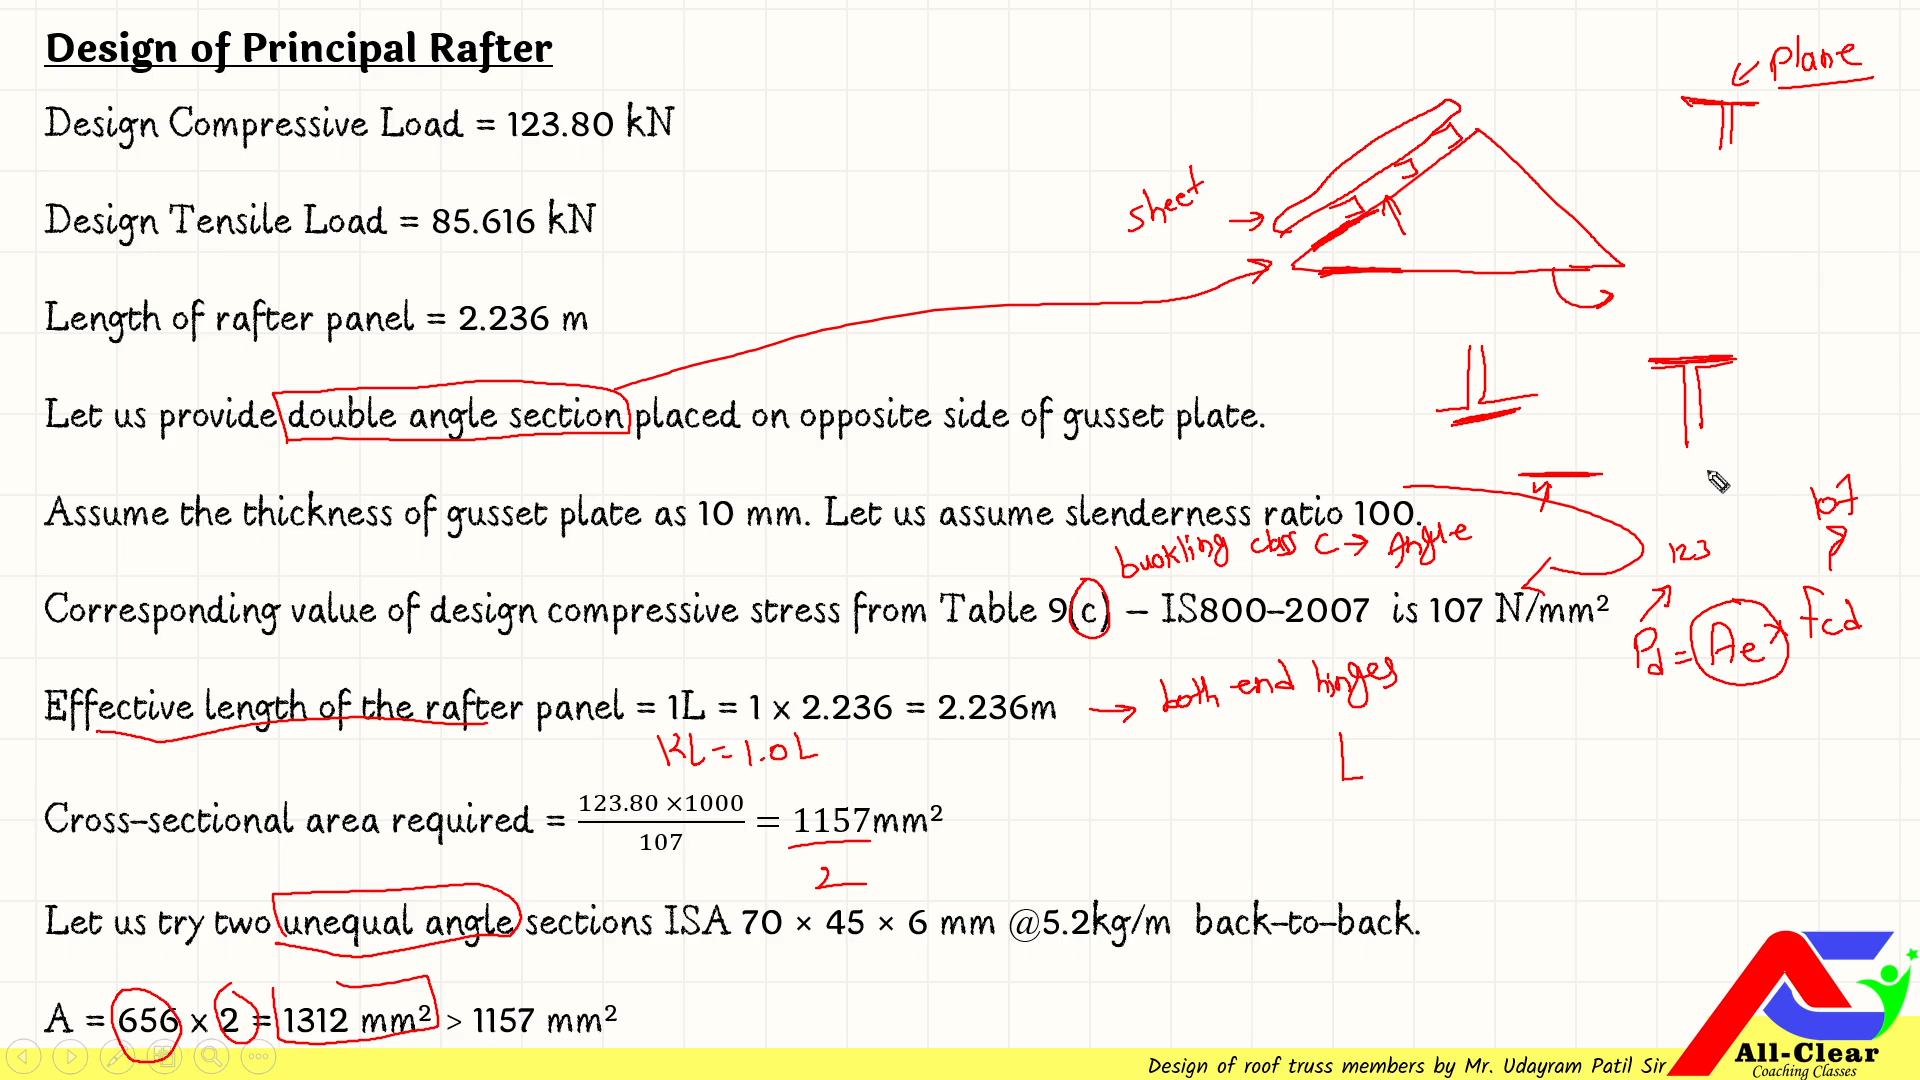 Design of Principal Rafter
Plane
Design Compressive Load = 123.80 kN
sheet
Design Tensile Load = 85.616 kN
Length of rafter panel = 2.236 m
Let us provide double angle section placed on opposite side of gusset plate.
Assume the thickness of gusset plate as 10 mm. Let us assume slenderness ratio 100.
107
buckling class C → Angle
123
Corresponding value of design compressive stress from Table 9(c) – IS800–2007 is 107 N/mm²
Pd = Ae × fcd
Effective length of the rafter panel = 1L = 1 x 2.236 = 2.236m → both end hinges
KL = 1.0L
L
Cross–sectional area required = 123.80 ×1000 / 107 = 1157mm²
2
Let us try two unequal angle sections ISA 70 × 45 × 6 mm @5.2kg/m back–to–back.
A = 656 x 2 = 1312 mm² > 1157 mm²
Design of roof truss members by Mr. Udayram Patil Sir
All-Clear
Coaching Classes